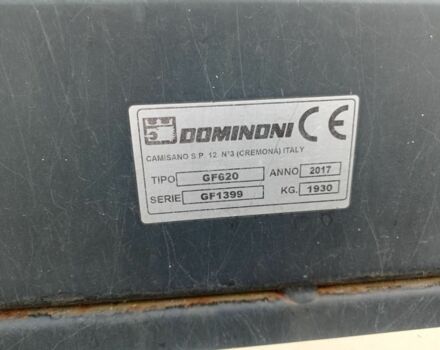 DOMINONI CE
CAMISANO S.P. 12 N°3 (CREMONA) ITALY
TIPO GF620 ANNO 2017
SERIE GF1399 KG. 1930